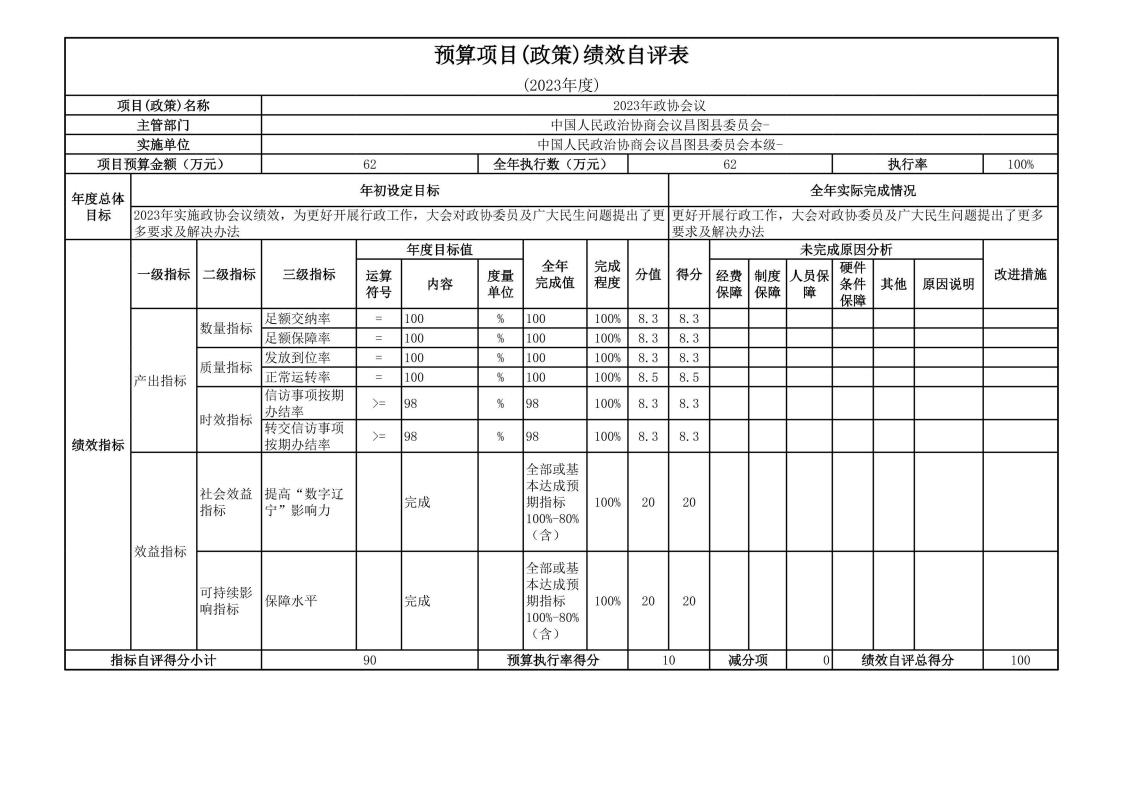 预算项目(政策)绩效自评表
(2023年度)
项目(政策)名称 2023年政协会议
主管部门 中国人民政治协商会议昌图县委员会-
实施单位 中国人民政治协商会议昌图县委员会本级-
项目预算金额（万元） 62 全年执行数（万元） 62 执行率 100%
年度总体目标 年初设定目标 全年实际完成情况
2023年实施政协会议绩效，为更好开展行政工作，大会对政协委员及广大民生问题提出了更多要求及解决办法 更好开展行政工作，大会对政协委员及广大民生问题提出了更多要求及解决办法
绩效指标 一级指标 二级指标 三级指标 年度目标值 全年完成值 完成程度 分值 得分 未完成原因分析 改进措施
运算符号 内容 度量单位 经费保障 制度保障 人员保障 硬件条件保障 其他 原因说明
产出指标 数量指标 足额交纳率 = 100 % 100 100% 8.3 8.3
足额保障率 = 100 % 100 100% 8.3 8.3
质量指标 发放到位率 = 100 % 100 100% 8.3 8.3
正常运转率 = 100 % 100 100% 8.5 8.5
时效指标 信访事项按期办结率 >= 98 % 98 100% 8.3 8.3
转交信访事项按期办结率 >= 98 % 98 100% 8.3 8.3
效益指标 社会效益指标 提高“数字辽宁”影响力 完成 全部或基本达成预期指标100%-80%（含） 100% 20 20
可持续影响指标 保障水平 完成 全部或基本达成预期指标100%-80%（含） 100% 20 20
指标自评得分小计 90 预算执行率得分 10 减分项 0 绩效自评总得分 100